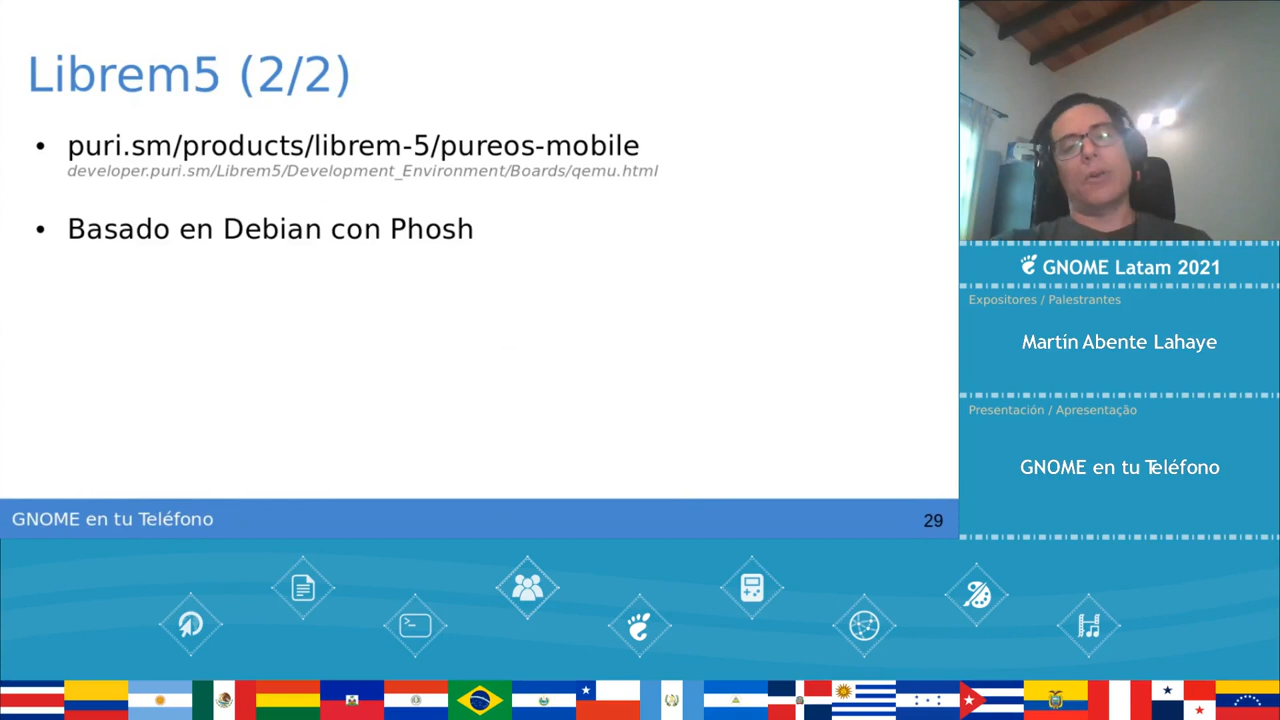 Librem5 (2/2)
• puri.sm/products/librem-5/pureos-mobile
developer.puri.sm/Librem5/Development_Environment/Boards/qemu.html
• Basado en Debian con Phosh
GNOME en tu Teléfono
29
GNOME Latam 2021
Expositores / Palestrantes
Martín Abente Lahaye
Presentación / Apresentação
GNOME en tu Teléfono